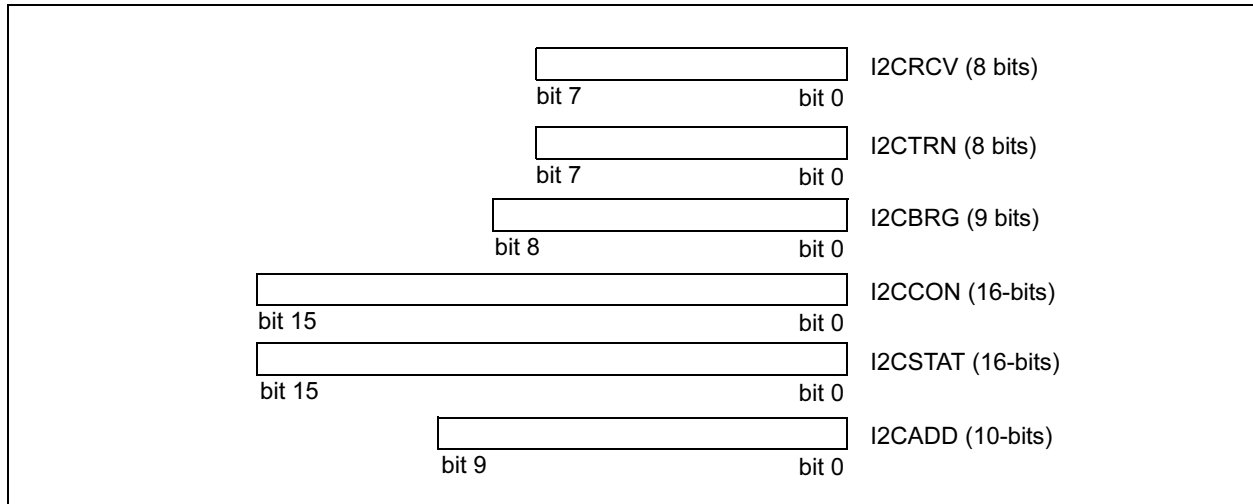 I2CRCV (8 bits)
bit 7 bit 0
I2CTRN (8 bits)
bit 7 bit 0
I2CBRG (9 bits)
bit 8 bit 0
I2CCON (16-bits)
bit 15 bit 0
I2CSTAT (16-bits)
bit 15 bit 0
I2CADD (10-bits)
bit 9 bit 0